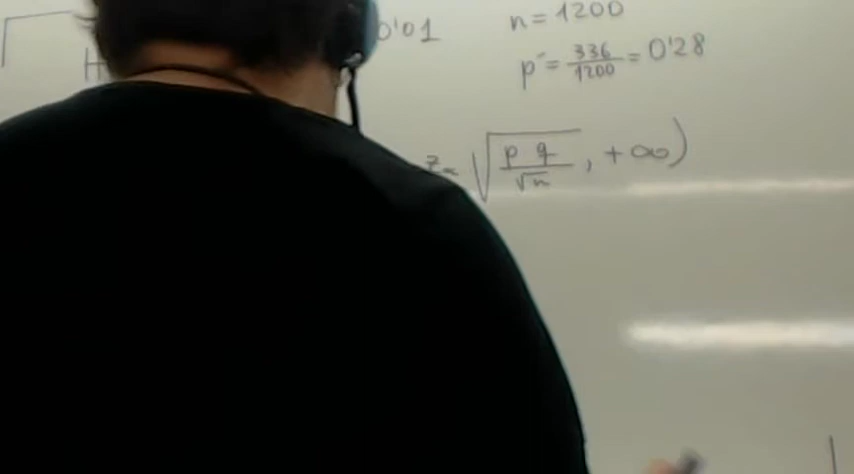 0'01 n = 1200
H p^ = 336/1200 = 0'28
z √(p q / √n), +∞)